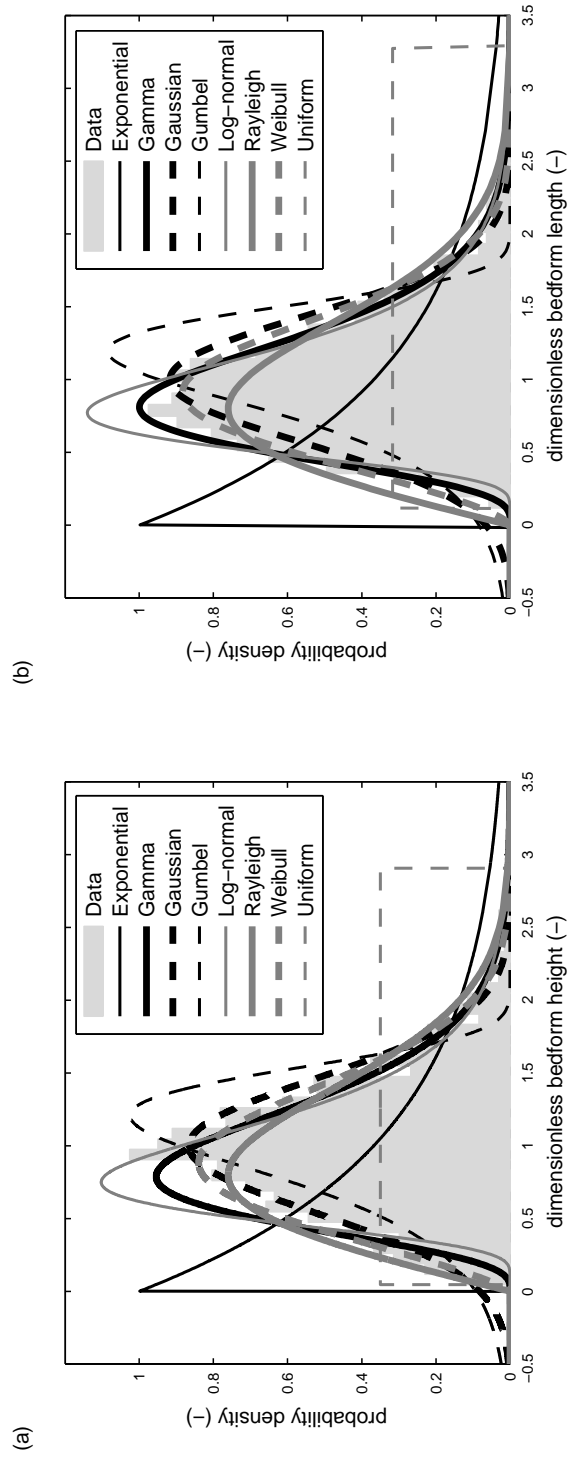 (a)
probability density (−)
1
0.8
0.6
0.4
0.2
0
−0.5
0
0.5
1
1.5
2
2.5
3
3.5
dimensionless bedform height (−)
Data
Exponential
Gamma
Gaussian
Gumbel
Log−normal
Rayleigh
Weibull
Uniform
(b)
probability density (−)
1
0.8
0.6
0.4
0.2
0
−0.5
0
0.5
1
1.5
2
2.5
3
3.5
dimensionless bedform length (−)
Data
Exponential
Gamma
Gaussian
Gumbel
Log−normal
Rayleigh
Weibull
Uniform